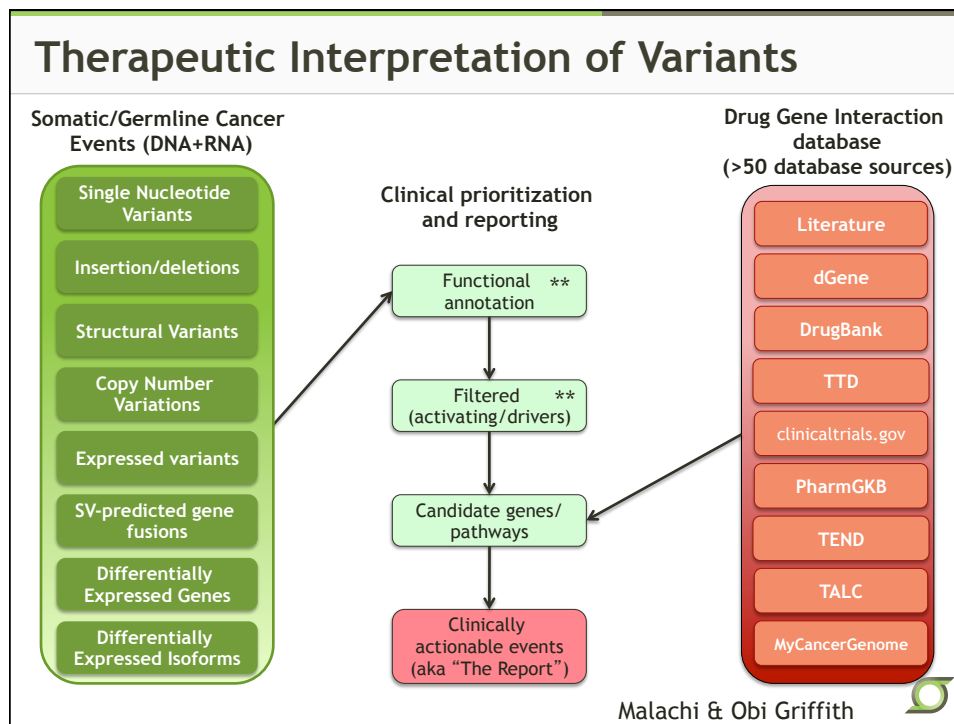 Therapeutic Interpretation of Variants
Somatic/Germline Cancer
Events (DNA+RNA)
Single Nucleotide
Variants
Insertion/deletions
Structural Variants
Copy Number
Variations
Expressed variants
SV-predicted gene
fusions
Differentially
Expressed Genes
Differentially
Expressed Isoforms
Clinical prioritization
and reporting
Functional **
annotation
Filtered **
(activating/drivers)
Candidate genes/
pathways
Clinically
actionable events
(aka “The Report”)
Drug Gene Interaction
database
(>50 database sources)
Literature
dGene
DrugBank
TTD
clinicaltrials.gov
PharmGKB
TEND
TALC
MyCancerGenome
Malachi & Obi Griffith